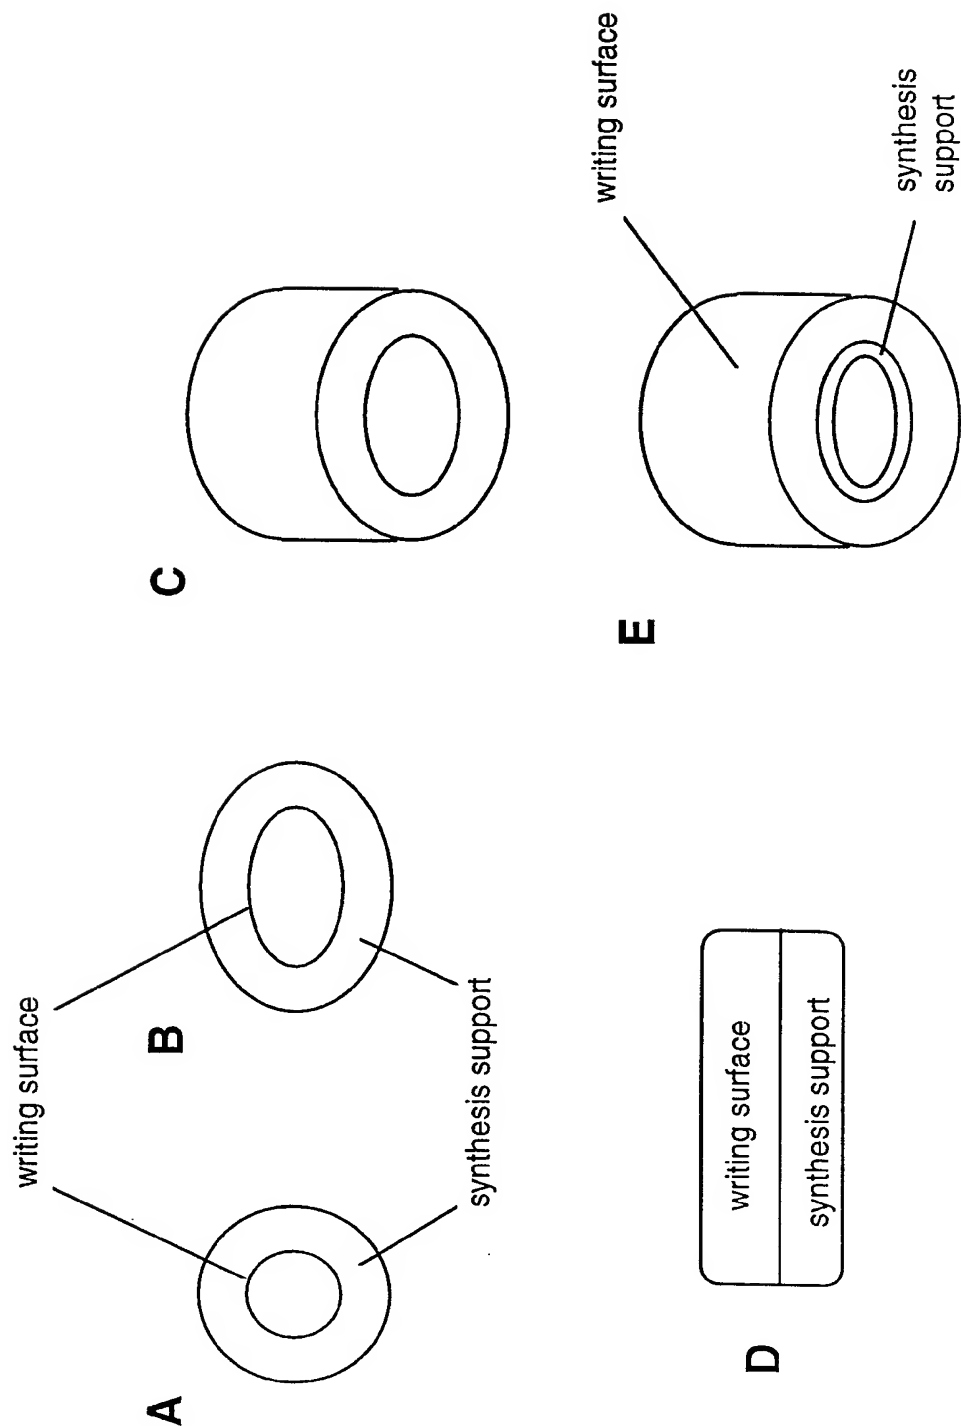 A
writing surface
B
synthesis support
C
D
writing surface
synthesis support
E
writing surface
synthesis
support